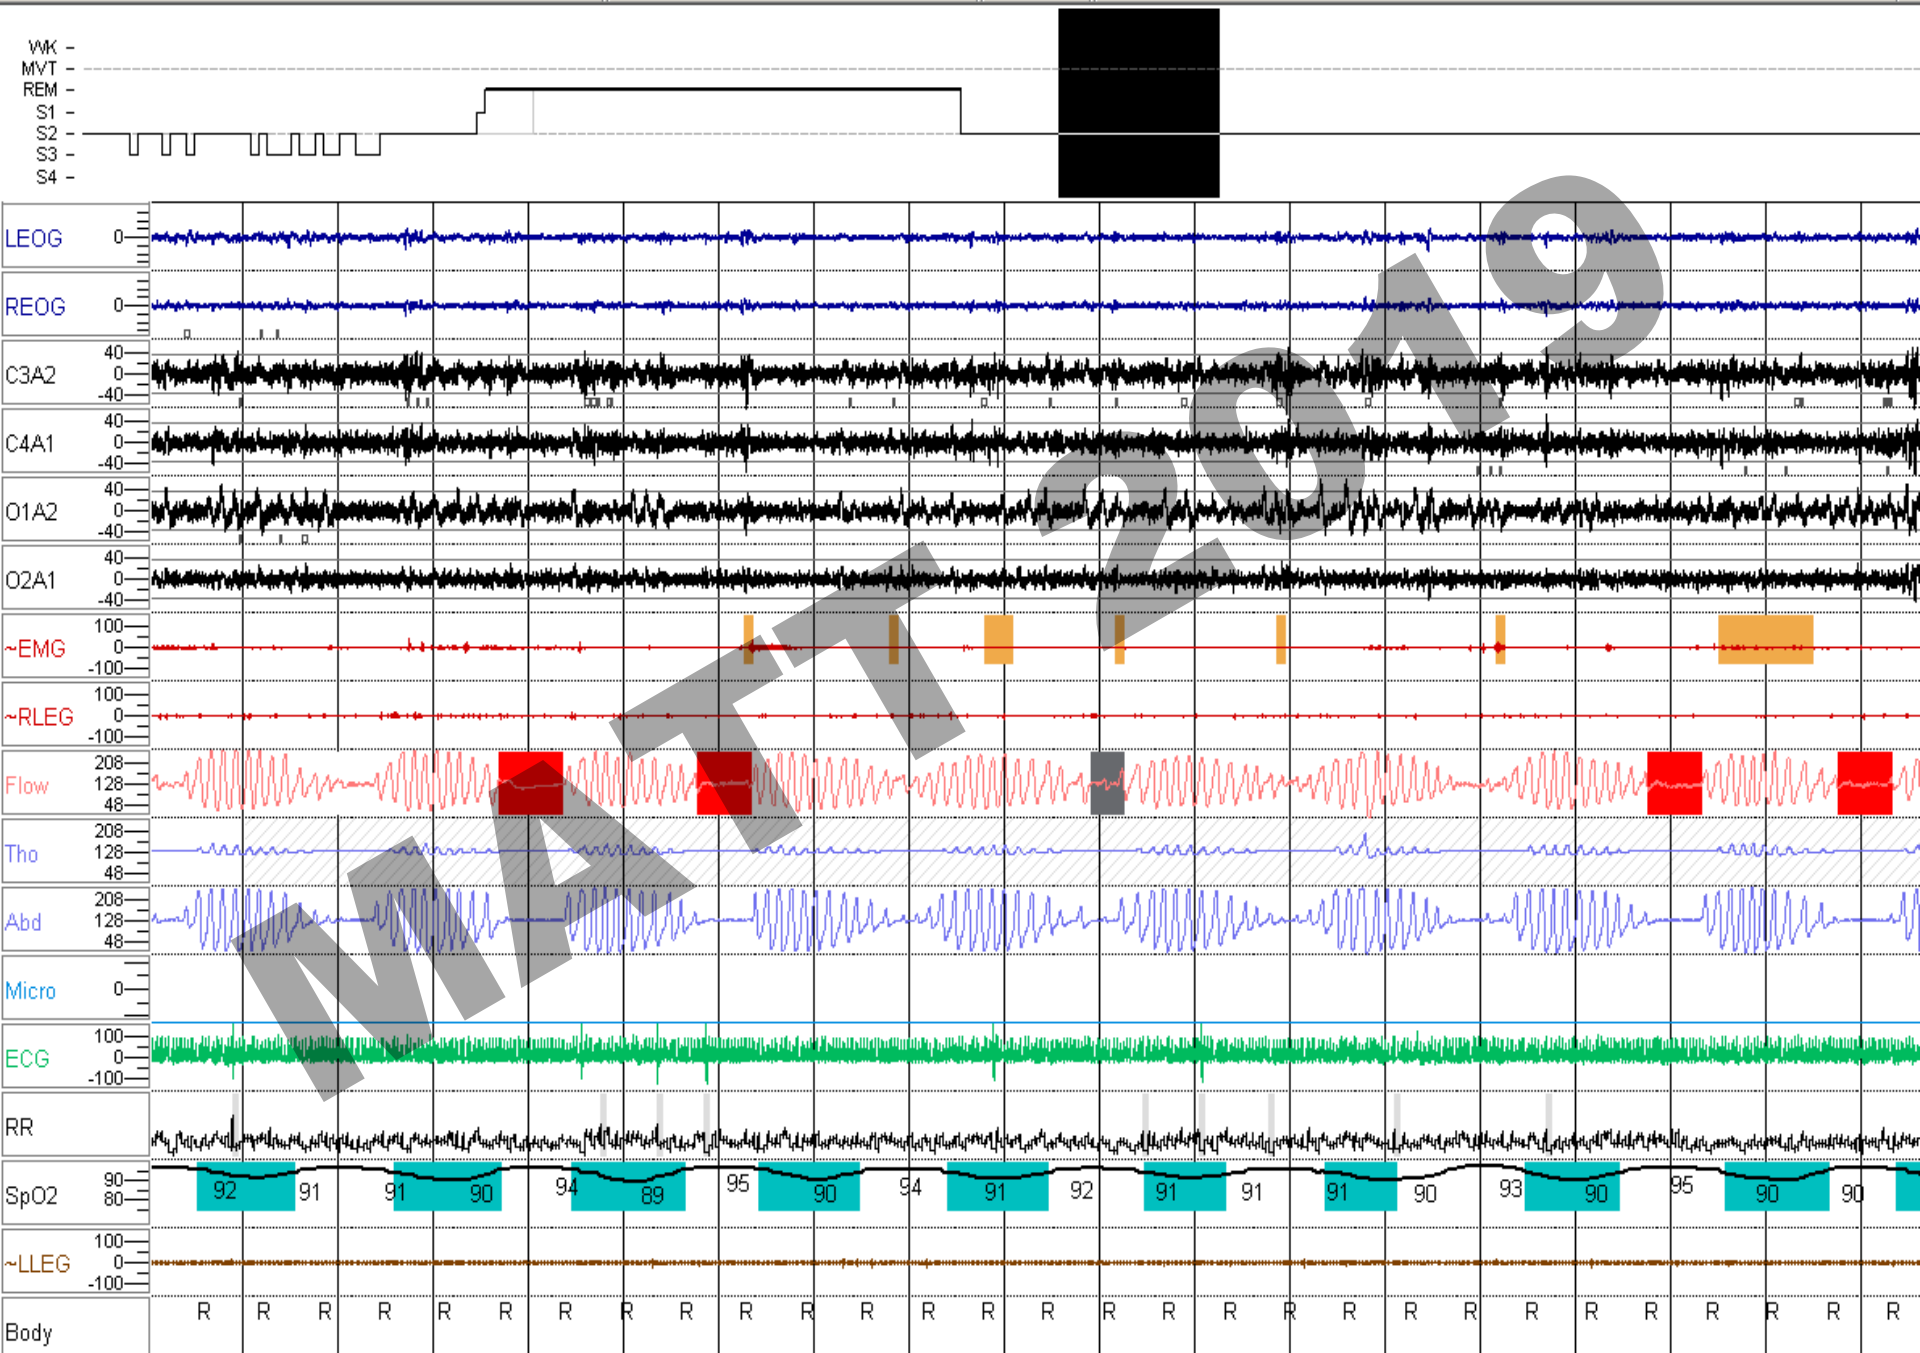 WK
MVT
REM
S1
S2
S3
S4
LEOG 0
REOG 0
C3A2 40 0 -40
C4A1 40 0 -40
O1A2 40 0 -40
O2A1 40 0 -40
~EMG 100 0 -100
~RLEG 100 0 -100
Flow 208 128 48
Tho 208 128 48
Abd 208 128 48
Micro 0
ECG 100 0 -100
RR
SpO2 90 80 92 91 91 90 94 89 95 90 94 91 92 91 91 91 90 93 90 95 90 90
~LLEG 100 0 -100
Body R R R R R R R R R R R R R R R R R R R R R R R R R R R R R
MATT 2019